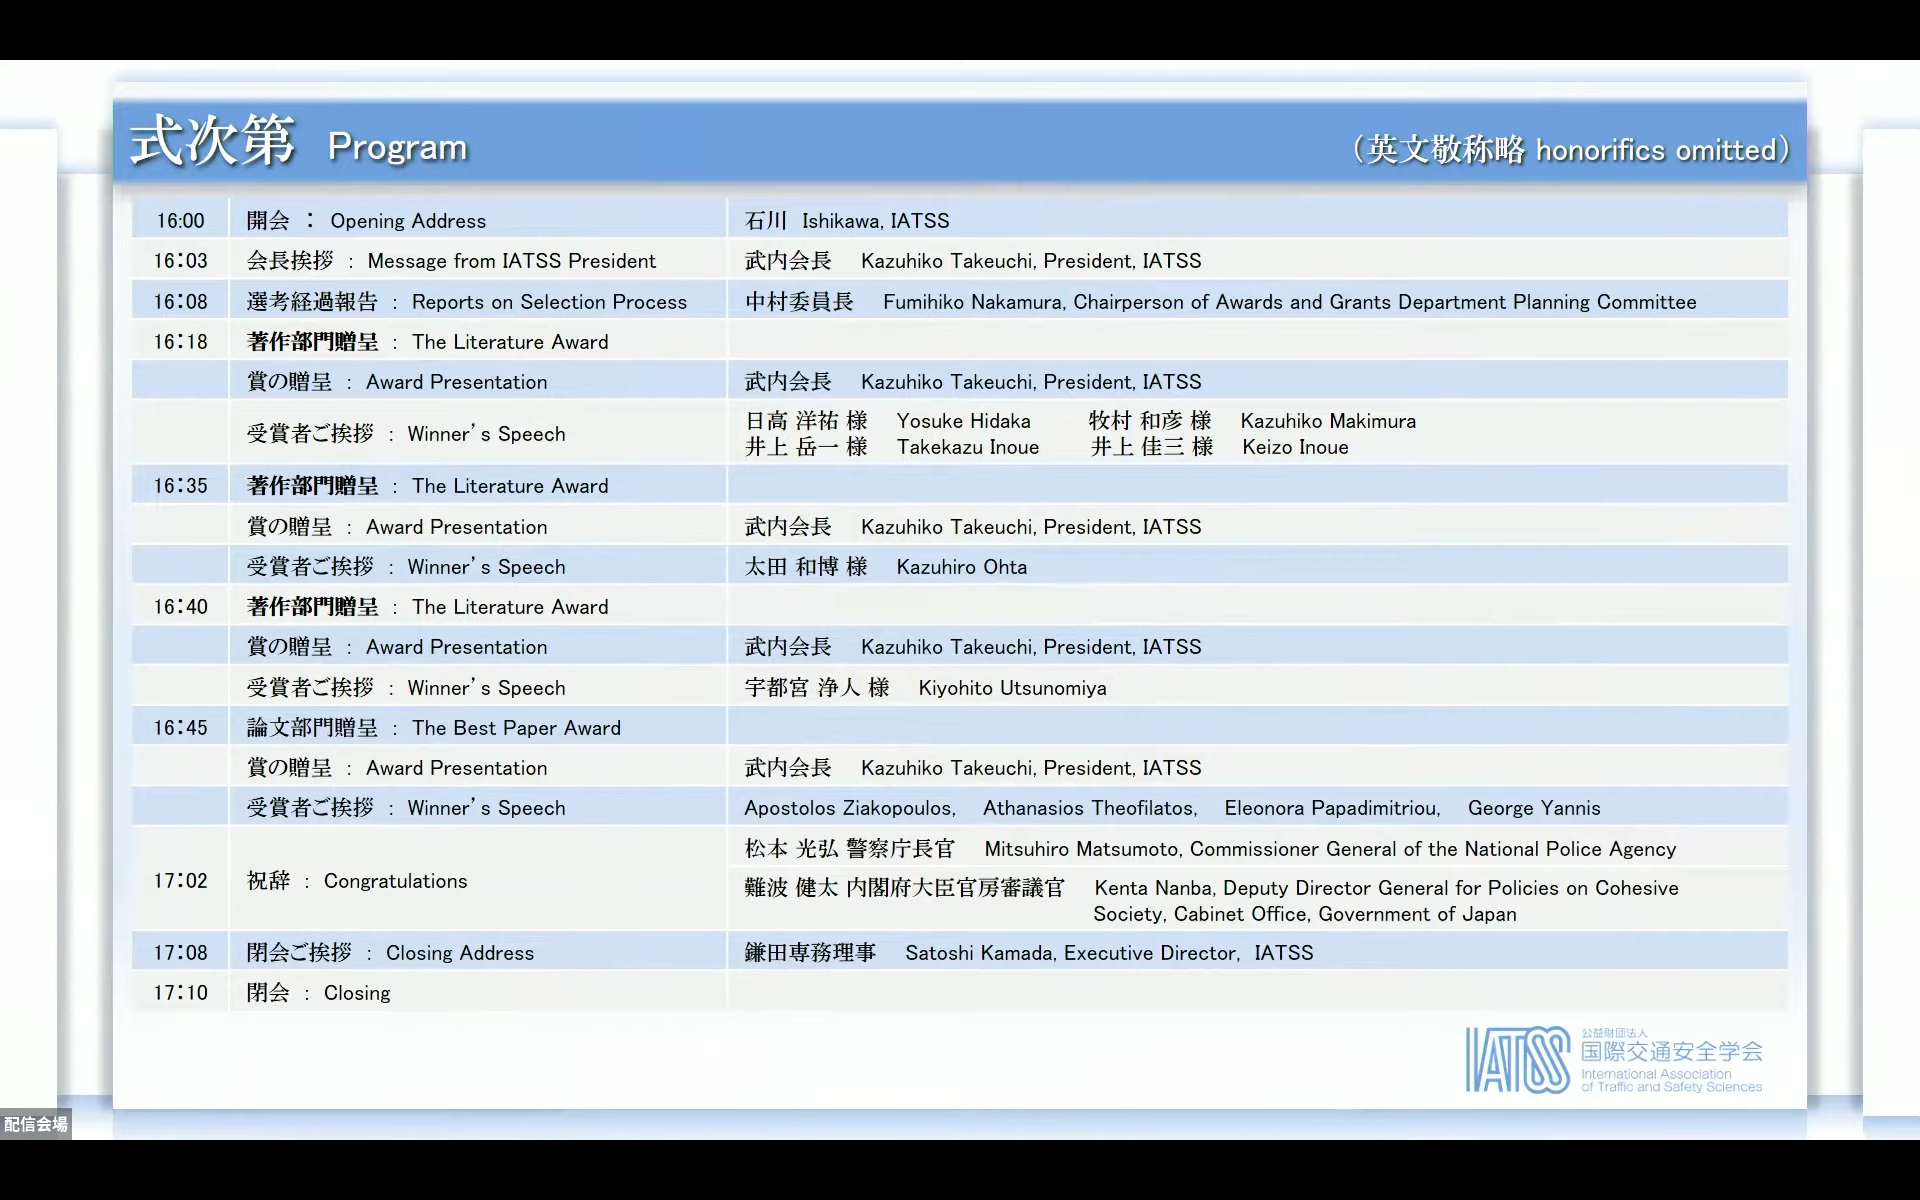 式次第 Program (英文敬称略 honorifics omitted)
16:00 開会 : Opening Address 石川 Ishikawa, IATSS
16:03 会長挨拶 : Message from IATSS President 武内会長 Kazuhiko Takeuchi, President, IATSS
16:08 選考経過報告 : Reports on Selection Process 中村委員長 Fumihiko Nakamura, Chairperson of Awards and Grants Department Planning Committee
16:18 著作部門贈呈 : The Literature Award
賞の贈呈 : Award Presentation 武内会長 Kazuhiko Takeuchi, President, IATSS
受賞者ご挨拶 : Winner's Speech
日高 洋祐 様 Yosuke Hidaka 牧村 和彦 様 Kazuhiko Makimura
井上 岳一 様 Takekazu Inoue 井上 佳三 様 Keizo Inoue
16:35 著作部門贈呈 : The Literature Award
賞の贈呈 : Award Presentation 武内会長 Kazuhiko Takeuchi, President, IATSS
受賞者ご挨拶 : Winner's Speech 太田 和博 様 Kazuhiro Ohta
16:40 著作部門贈呈 : The Literature Award
賞の贈呈 : Award Presentation 武内会長 Kazuhiko Takeuchi, President, IATSS
受賞者ご挨拶 : Winner's Speech 宇都宮 浄人 様 Kiyohito Utsunomiya
16:45 論文部門贈呈 : The Best Paper Award
賞の贈呈 : Award Presentation 武内会長 Kazuhiko Takeuchi, President, IATSS
受賞者ご挨拶 : Winner's Speech Apostolos Ziakopoulos, Athanasios Theofilatos, Eleonora Papadimitriou, George Yannis
17:02 祝辞 : Congratulations
松本 光弘 警察庁長官 Mitsuhiro Matsumoto, Commissioner General of the National Police Agency
難波 健太 内閣府大臣官房審議官 Kenta Nanba, Deputy Director General for Policies on Cohesive
Society, Cabinet Office, Government of Japan
17:08 閉会ご挨拶 : Closing Address 鎌田専務理事 Satoshi Kamada, Executive Director, IATSS
17:10 閉会 : Closing
IATSS
公益財団法人
国際交通安全学会
International Association
of Traffic and Safety Sciences
配信会場